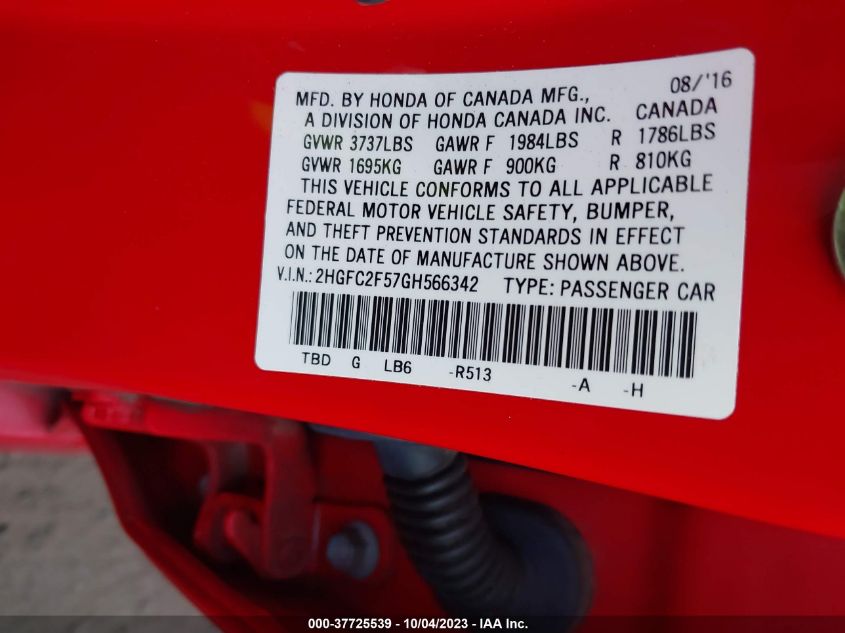 08/'16
MFD. BY HONDA OF CANADA MFG.,
A DIVISION OF HONDA CANADA INC. CANADA
GVWR 3737LBS GAWR F 1984LBS R 1786LBS
GVWR 1695KG GAWR F 900KG R 810KG
THIS VEHICLE CONFORMS TO ALL APPLICABLE
FEDERAL MOTOR VEHICLE SAFETY, BUMPER,
AND THEFT PREVENTION STANDARDS IN EFFECT
ON THE DATE OF MANUFACTURE SHOWN ABOVE.
V.I.N.: 2HGFC2F57GH566342 TYPE: PASSENGER CAR
TBD G LB6 -R513 -A -H
000-37725539 - 10/04/2023 - IAA Inc.